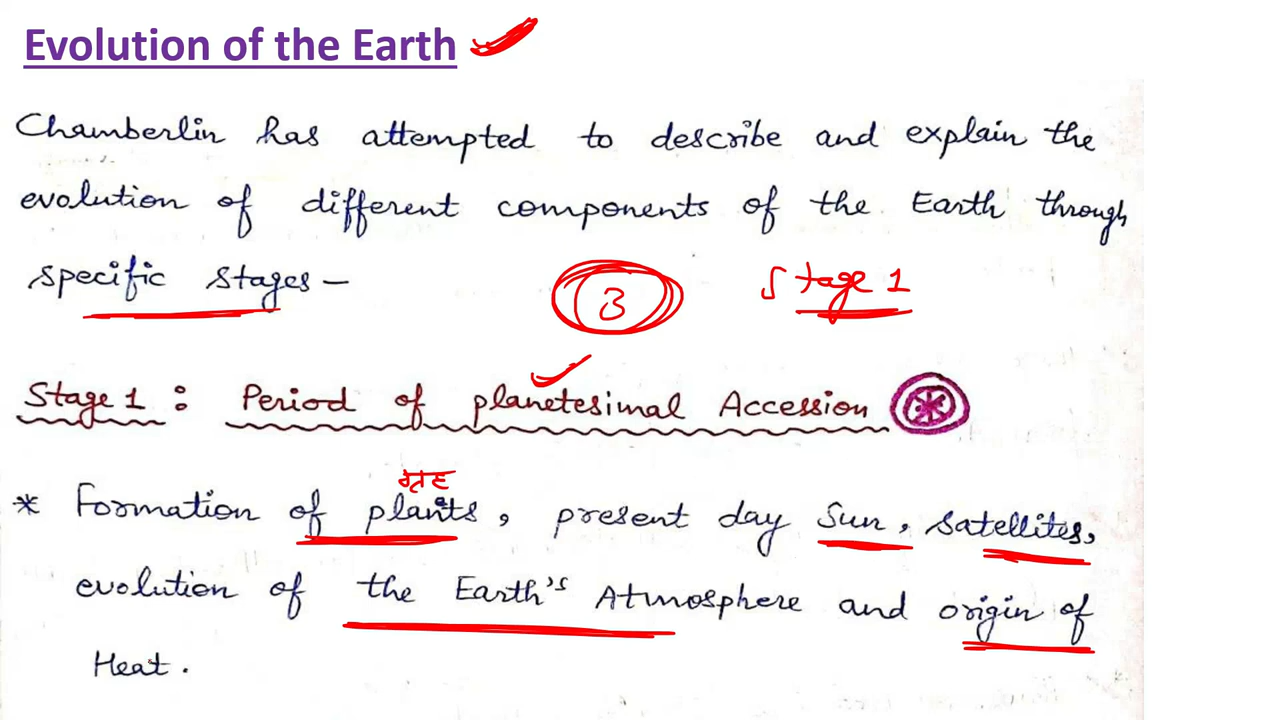 Evolution of the Earth
Chamberlin has attempted to describe and explain the
evolution of different components of the Earth through
specific stages –
3
Stage 1
Stage 1 : Period of planetesimal Accession
* Formation of planets, present day Sun, satellites,
evolution of the Earth's Atmosphere and origin of
Heat.